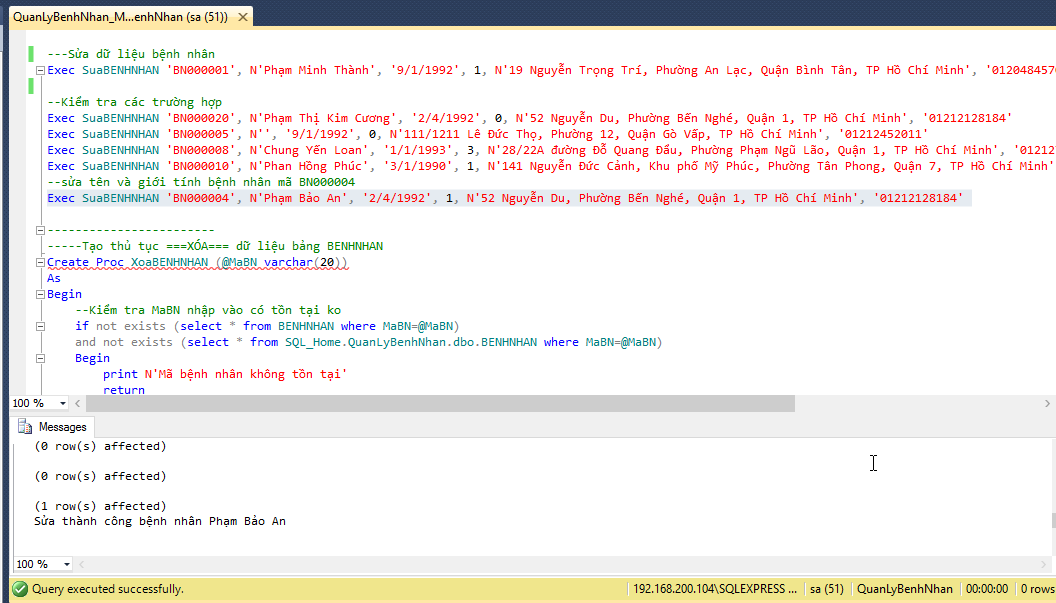 QuanLyBenhNhan_M...enhNhan (sa (51))
---Sửa dữ liệu bệnh nhân
Exec SuaBENHNHAN 'BN000001', N'Phạm Minh Thành', '9/1/1992', 1, N'19 Nguyễn Trọng Trí, Phường An Lạc, Quận Bình Tân, TP Hồ Chí Minh', '0120484570
--Kiểm tra các trường hợp
Exec SuaBENHNHAN 'BN000020', N'Phạm Thị Kim Cương', '2/4/1992', 0, N'52 Nguyễn Du, Phường Bến Nghé, Quận 1, TP Hồ Chí Minh', '01212128184'
Exec SuaBENHNHAN 'BN000005', N'', '9/1/1992', 0, N'111/1211 Lê Đức Thọ, Phường 12, Quận Gò Vấp, TP Hồ Chí Minh', '01212452011'
Exec SuaBENHNHAN 'BN000008', N'Chung Yến Loan', '1/1/1993', 3, N'28/22A đường Đỗ Quang Đẩu, Phường Phạm Ngũ Lão, Quận 1, TP Hồ Chí Minh', '01212
Exec SuaBENHNHAN 'BN000010', N'Phan Hồng Phúc', '3/1/1990', 1, N'141 Nguyễn Đức Cảnh, Khu phố Mỹ Phúc, Phường Tân Phong, Quận 7, TP Hồ Chí Minh'
--sửa tên và giới tính bệnh nhân mã BN000004
Exec SuaBENHNHAN 'BN000004', N'Phạm Bảo An', '2/4/1992', 1, N'52 Nguyễn Du, Phường Bến Nghé, Quận 1, TP Hồ Chí Minh', '01212128184'
------------------------
-----Tạo thủ tục ===XÓA=== dữ liệu bảng BENHNHAN
Create Proc XoaBENHNHAN (@MaBN varchar(20))
As
Begin
--Kiểm tra MaBN nhập vào có tồn tại ko
if not exists (select * from BENHNHAN where MaBN=@MaBN)
and not exists (select * from SQL_Home.QuanLyBenhNhan.dbo.BENHNHAN where MaBN=@MaBN)
Begin
print N'Mã bệnh nhân không tồn tại'
return
100 %
Messages
(0 row(s) affected)
(0 row(s) affected)
(1 row(s) affected)
Sửa thành công bệnh nhân Phạm Bảo An
100 %
Query executed successfully.
192.168.200.104\SQLEXPRESS ...
sa (51)
QuanLyBenhNhan
00:00:00
0 rows